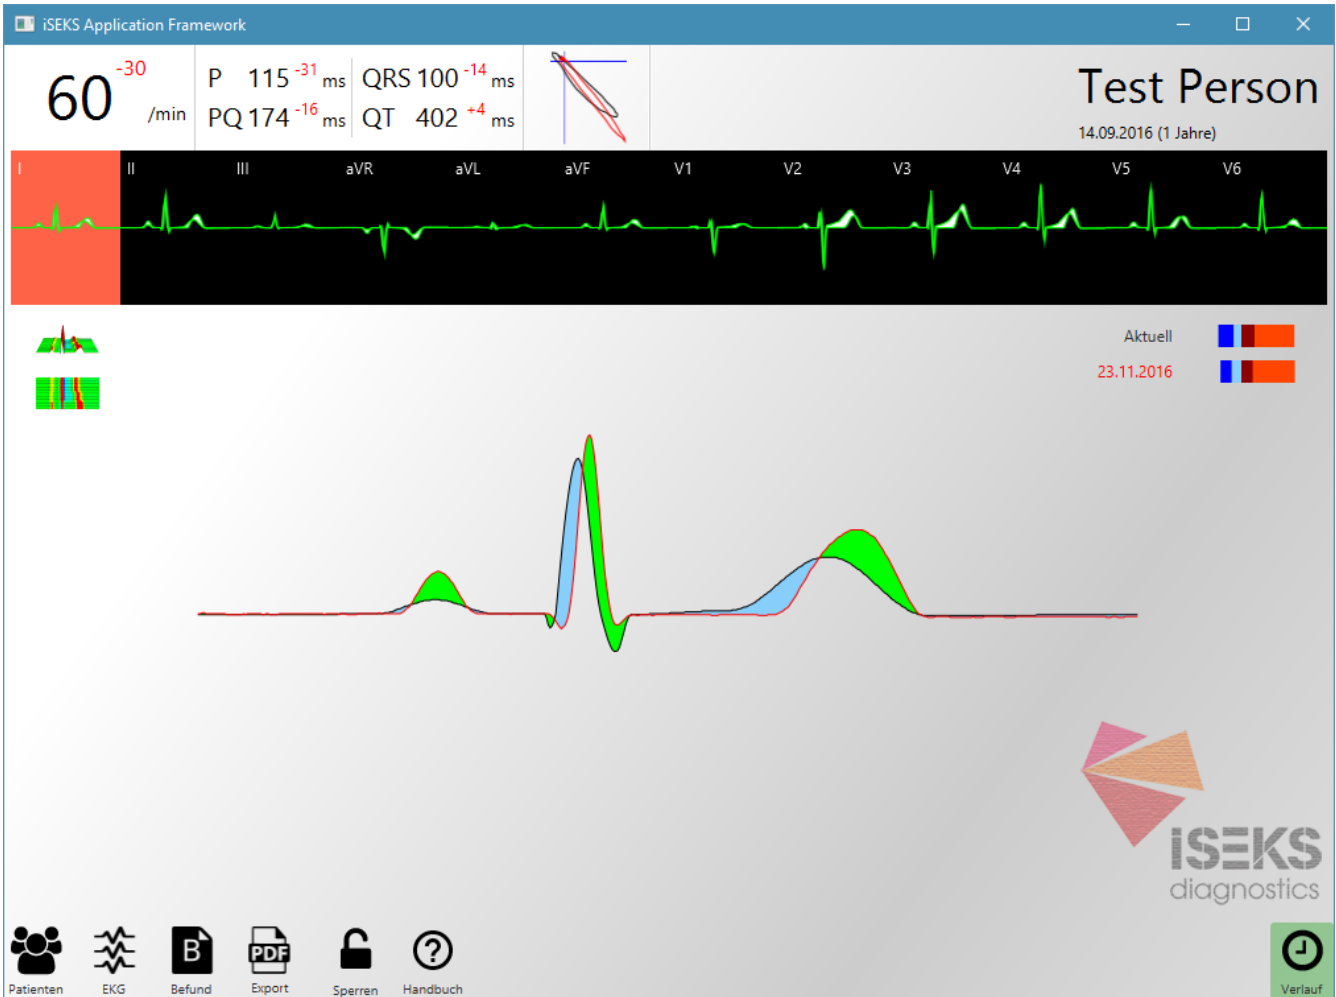 iSEKS Application Framework
60 -30 /min
P 115 -31 ms QRS 100 -14 ms
PQ 174 -16 ms QT 402 +4 ms
Test Person
14.09.2016 (1 Jahre)
I II III aVR aVL aVF V1 V2 V3 V4 V5 V6
Aktuell
23.11.2016
iSEKS
diagnostics
B PDF ?
Patienten EKG Befund Export Sperren Handbuch Verlauf